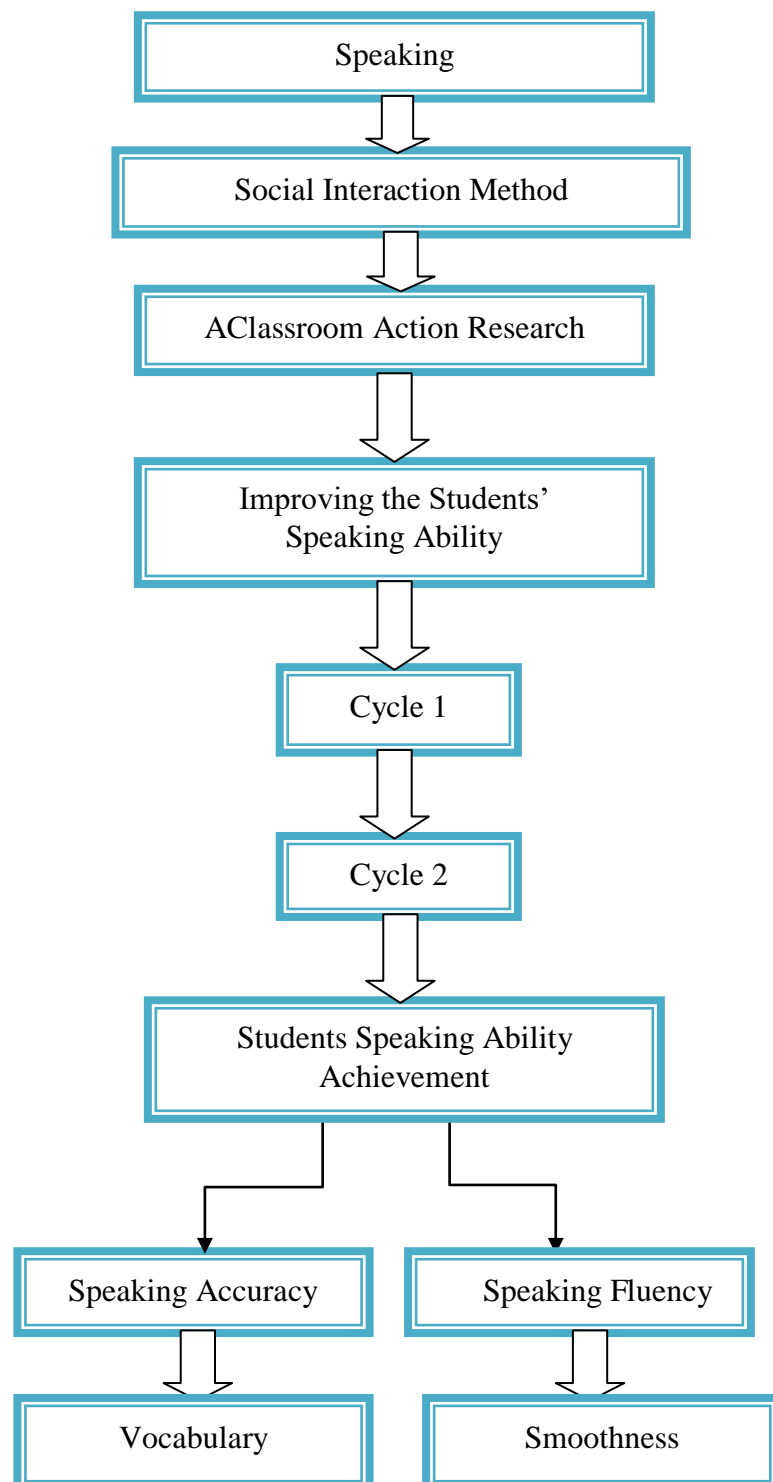 Speaking
Social Interaction Method
AClassroom Action Research
Improving the Students’
Speaking Ability
Cycle 1
Cycle 2
Students Speaking Ability
Achievement
Speaking Accuracy
Speaking Fluency
Vocabulary
Smoothness